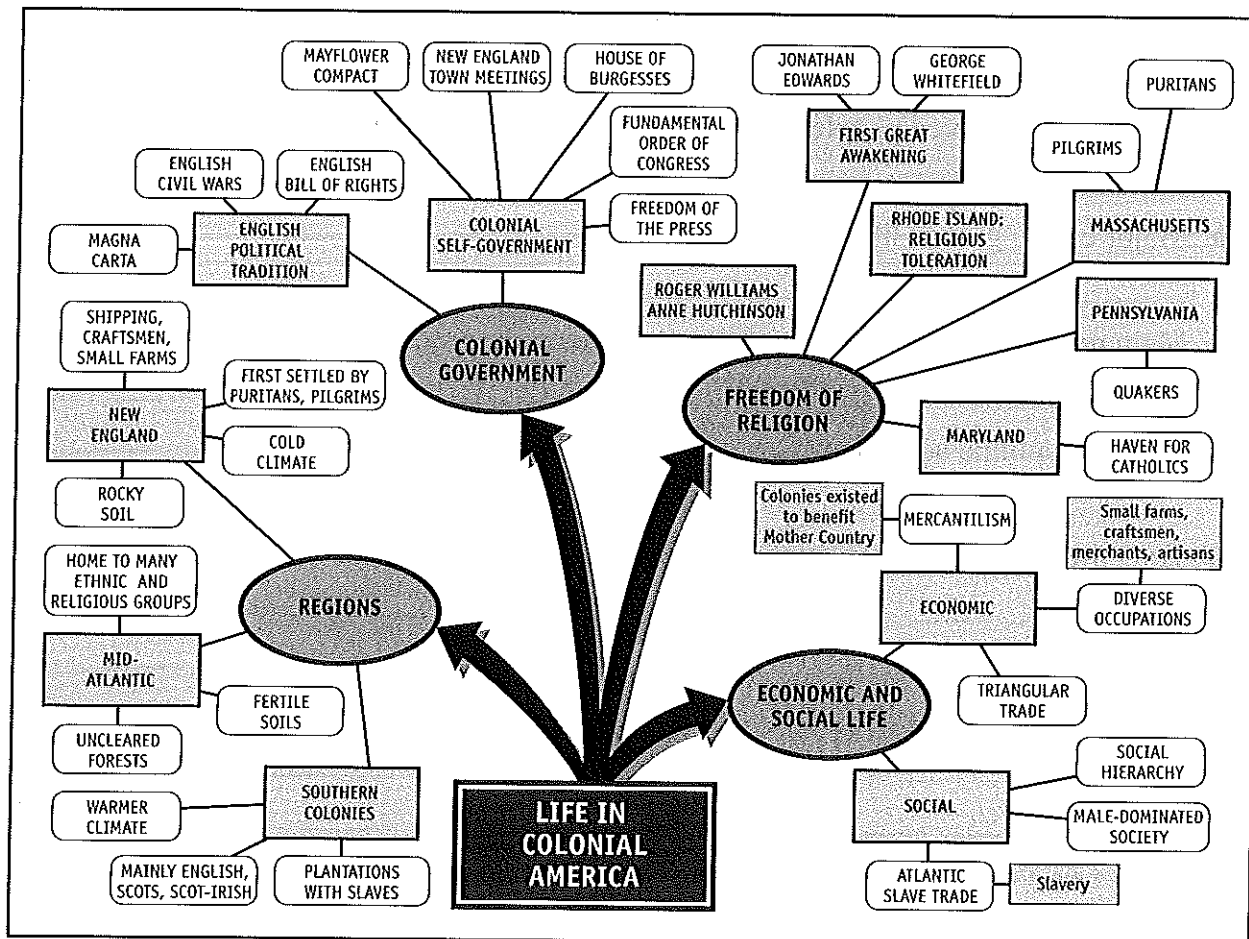 MAYFLOWER
COMPACT
NEW ENGLAND
TOWN MEETINGS
HOUSE OF
BURGESSES
FUNDAMENTAL
ORDER OF
CONGRESS
FREEDOM OF
THE PRESS
COLONIAL
SELF-GOVERNMENT
ENGLISH
CIVIL WARS
ENGLISH
BILL OF RIGHTS
MAGNA
CARTA
ENGLISH
POLITICAL
TRADITION
COLONIAL
GOVERNMENT
JONATHAN
EDWARDS
GEORGE
WHITEFIELD
FIRST GREAT
AWAKENING
PURITANS
PILGRIMS
MASSACHUSETTS
RHODE ISLAND:
RELIGIOUS
TOLERATION
ROGER WILLIAMS
ANNE HUTCHINSON
PENNSYLVANIA
QUAKERS
FREEDOM OF
RELIGION
MARYLAND
HAVEN FOR
CATHOLICS
SHIPPING,
CRAFTSMEN,
SMALL FARMS
FIRST SETTLED BY
PURITANS, PILGRIMS
NEW
ENGLAND
COLD
CLIMATE
ROCKY
SOIL
HOME TO MANY
ETHNIC AND
RELIGIOUS GROUPS
REGIONS
MID-
ATLANTIC
FERTILE
SOILS
UNCLEARED
FORESTS
SOUTHERN
COLONIES
WARMER
CLIMATE
MAINLY ENGLISH,
SCOTS, SCOT-IRISH
PLANTATIONS
WITH SLAVES
Colonies existed
to benefit
Mother Country
MERCANTILISM
Small farms,
craftsmen,
merchants, artisans
ECONOMIC
DIVERSE
OCCUPATIONS
TRIANGULAR
TRADE
ECONOMIC AND
SOCIAL LIFE
SOCIAL
SOCIAL
HIERARCHY
MALE-DOMINATED
SOCIETY
ATLANTIC
SLAVE TRADE
Slavery
LIFE IN
COLONIAL
AMERICA